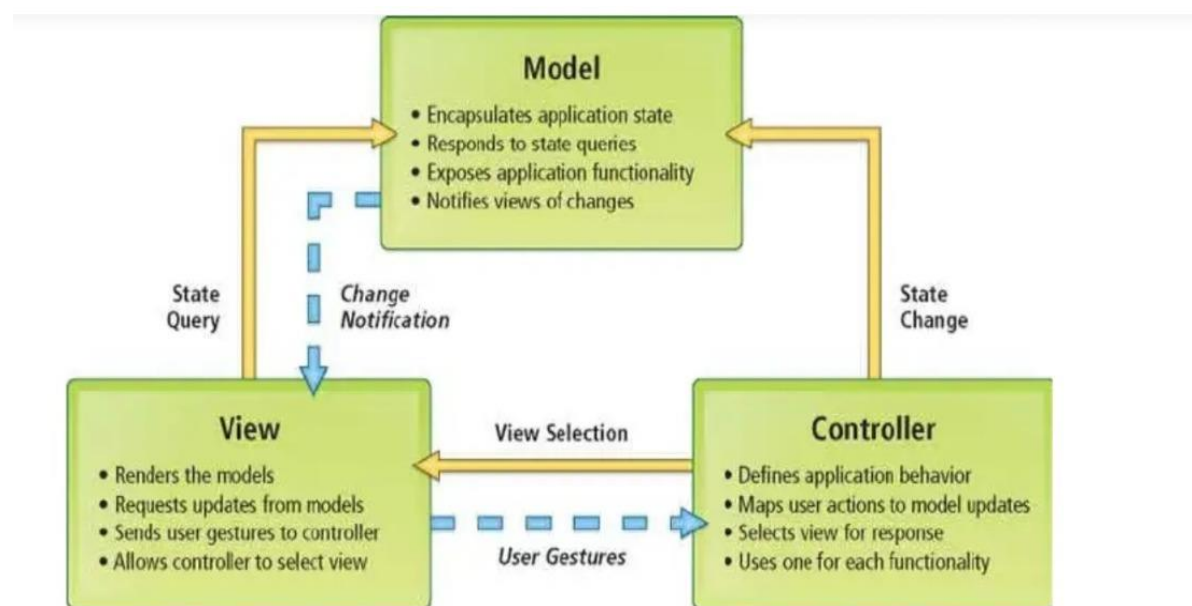 Model
• Encapsulates application state
• Responds to state queries
• Exposes application functionality
• Notifies views of changes
State
Query
Change
Notification
State
Change
View
• Renders the models
• Requests updates from models
• Sends user gestures to controller
• Allows controller to select view
View Selection
User Gestures
Controller
• Defines application behavior
• Maps user actions to model updates
• Selects view for response
• Uses one for each functionality